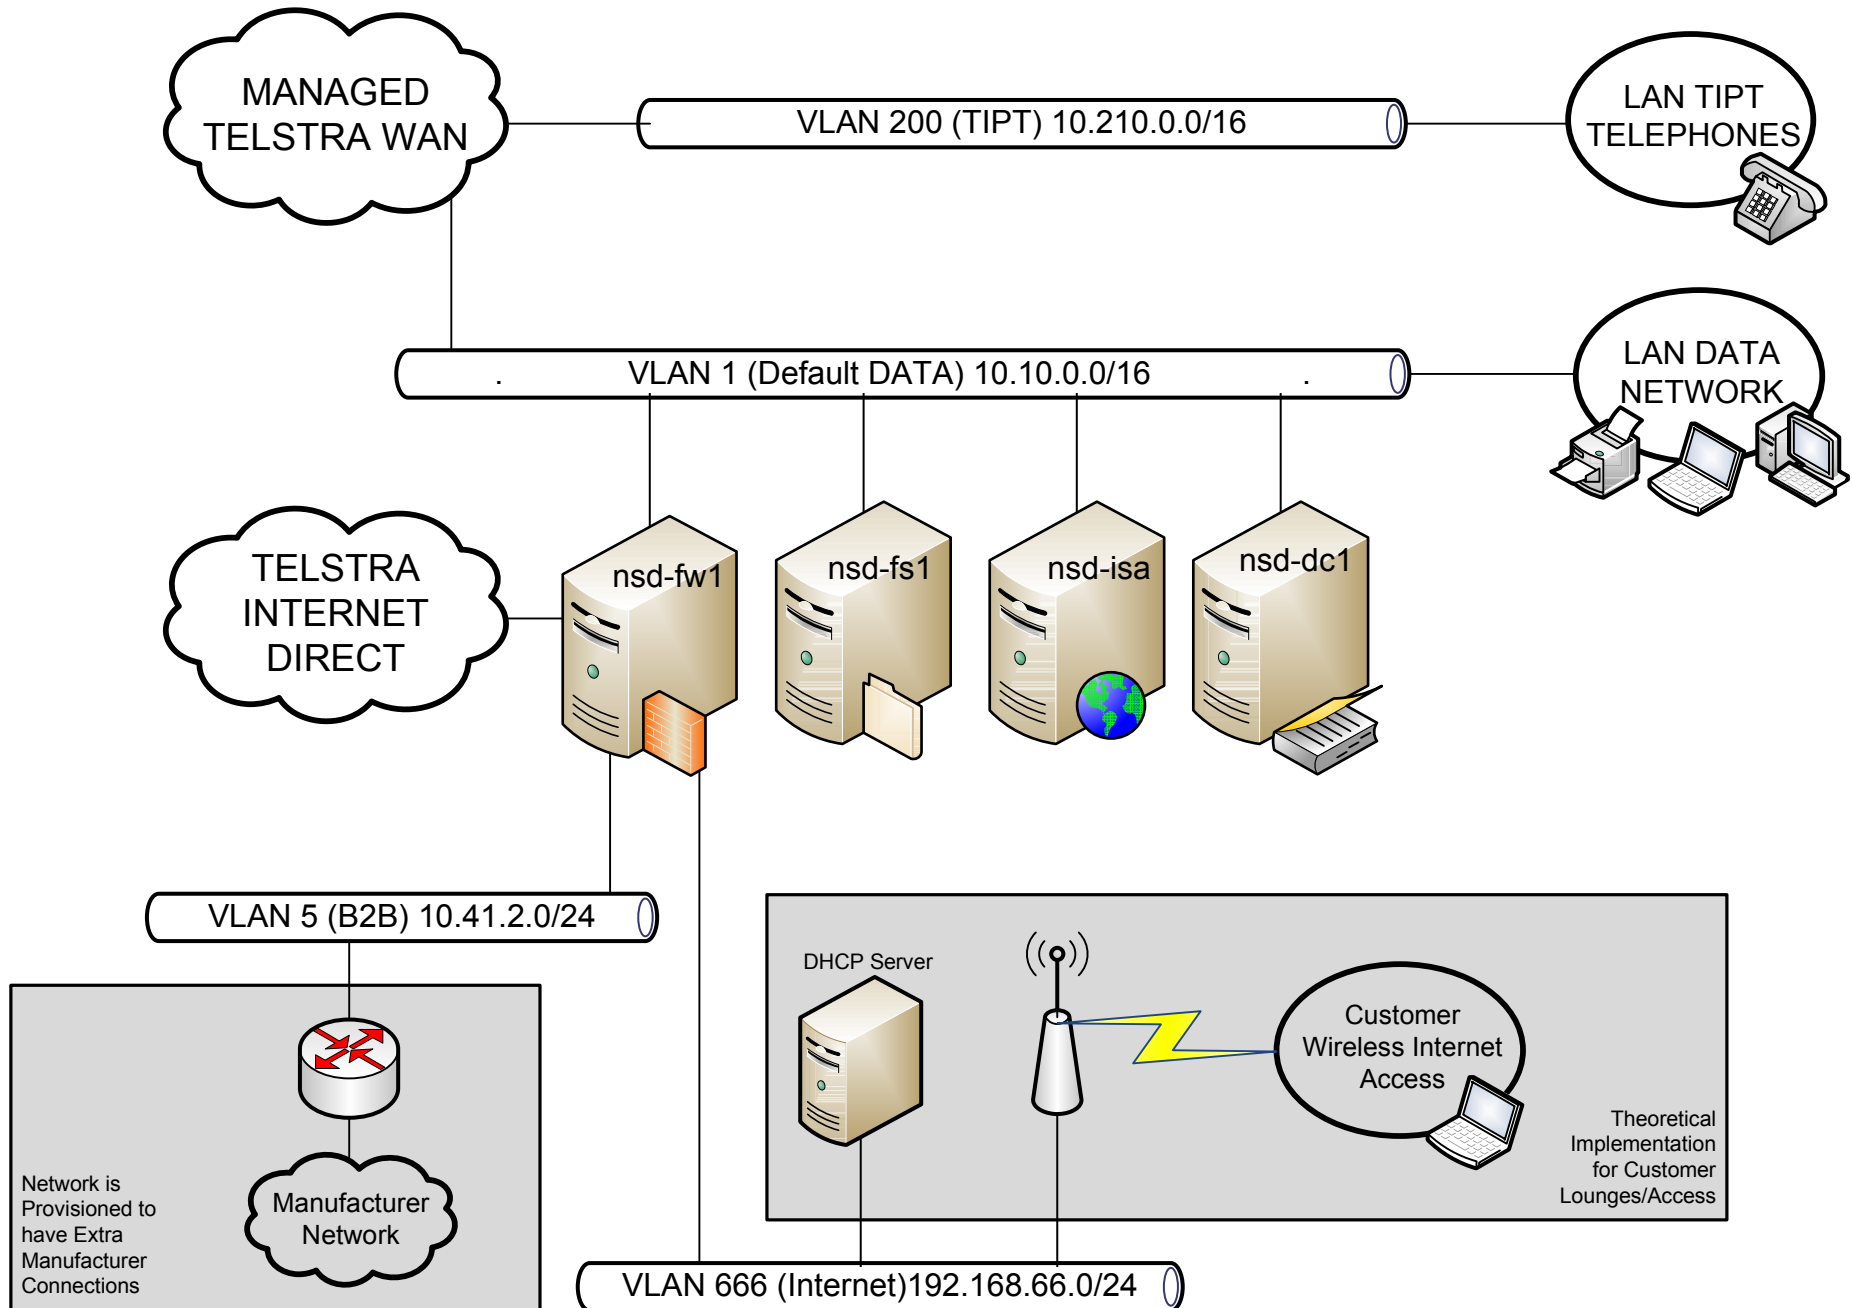 MANAGED
TELSTRA WAN
VLAN 200 (TIPT) 10.210.0.0/16
LAN TIPT
TELEPHONES
. VLAN 1 (Default DATA) 10.10.0.0/16 .
LAN DATA
NETWORK
TELSTRA
INTERNET
DIRECT
nsd-fw1
nsd-fs1
nsd-isa
nsd-dc1
VLAN 5 (B2B) 10.41.2.0/24
DHCP Server
Customer
Wireless Internet
Access
Theoretical
Implementation
for Customer
Lounges/Access
Network is
Provisioned to
have Extra
Manufacturer
Connections
Manufacturer
Network
VLAN 666 (Internet)192.168.66.0/24